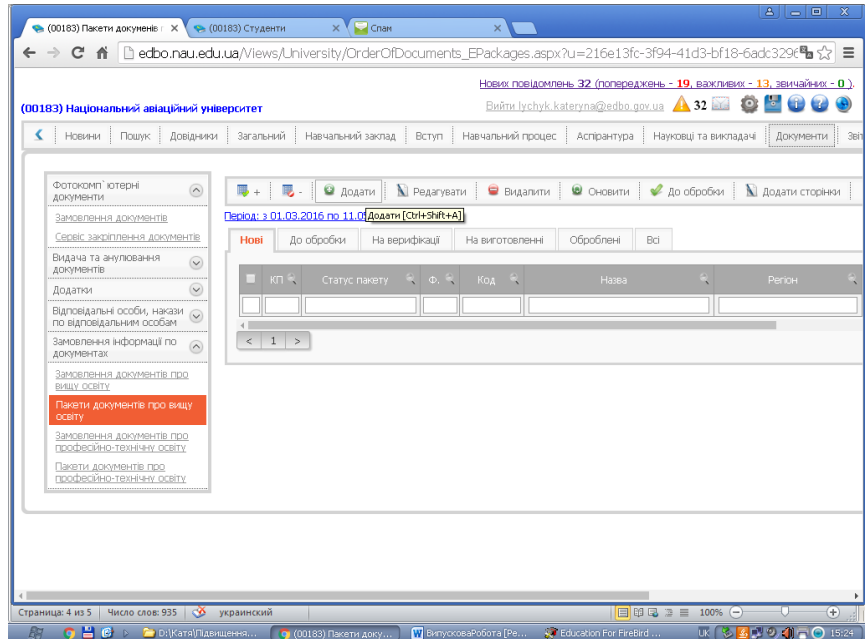 (00183) Пакети докуменів
(00183) Студенти
Спан
edbo.nau.edu.ua/Views/University/OrderOfDocuments_EPackages.aspx?u=216e13fc-3f94-41d3-bf18-6adc329
Нових повідомлень 32 (попереджень - 19, важливих - 13, звичайних - 0 ).
(00183) Національний авіаційний університет
Вийти lychyk.kateryna@edbo.gov.ua 32
Новини Пошук Довідники Загальний Навчальний заклад Вступ Навчальний процес Аспірантура Науковці та викладачі Документи Зві
Фотокомп`ютерні
документи
Замовлення документів
Сервіс закріплення документів
Видача та анулювання
документів
Додатки
Відповідальні особи, накази
по відповідальним особам
Замовлення інформації по
документах
Замовлення документів про
вищу освіту
Пакети документів про вищу
освіту
Замовлення документів про
професійно-технічну освіту
Пакети документів про
професійно-технічну освіту
+ - Додати Редагувати Видалити Оновити До обробки Додати сторінки
Період: з 01.03.2016 по 11.0
Додати [Ctrl+Shift+A]
Нові До обробки На верифікації На виготовленні Оброблені Всі
КП Статус пакету Ф. Код Назва Регіон
< 1 >
Страница: 4 из 5 Число слов: 935 украинский 100%
D:\Катя\Підвищення... (00183) Пакети доку... ВипусковаРобота [Ре... Education For FireBird ... UK 15:24